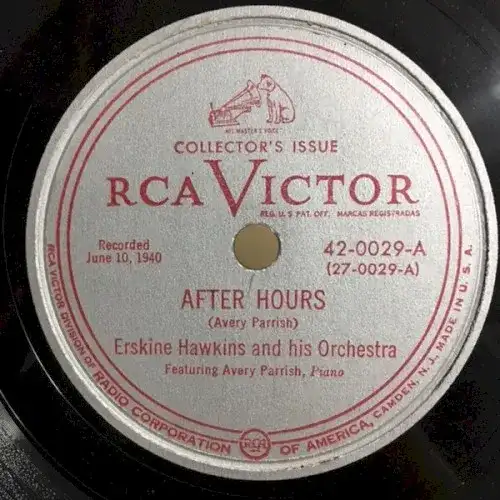 "HIS MASTER'S VOICE"
COLLECTOR'S ISSUE
RCA VICTOR
REG. U.S. PAT. OFF. MARCAS REGISTRADAS
Recorded
June 10, 1940
42-0029-A
(27-0029-A)
AFTER HOURS
(Avery Parrish)
Erskine Hawkins and his Orchestra
Featuring Avery Parrish, Piano
RCA VICTOR DIVISION OF RADIO CORPORATION OF AMERICA, CAMDEN, N. J. MADE IN U. S. A.
RCA